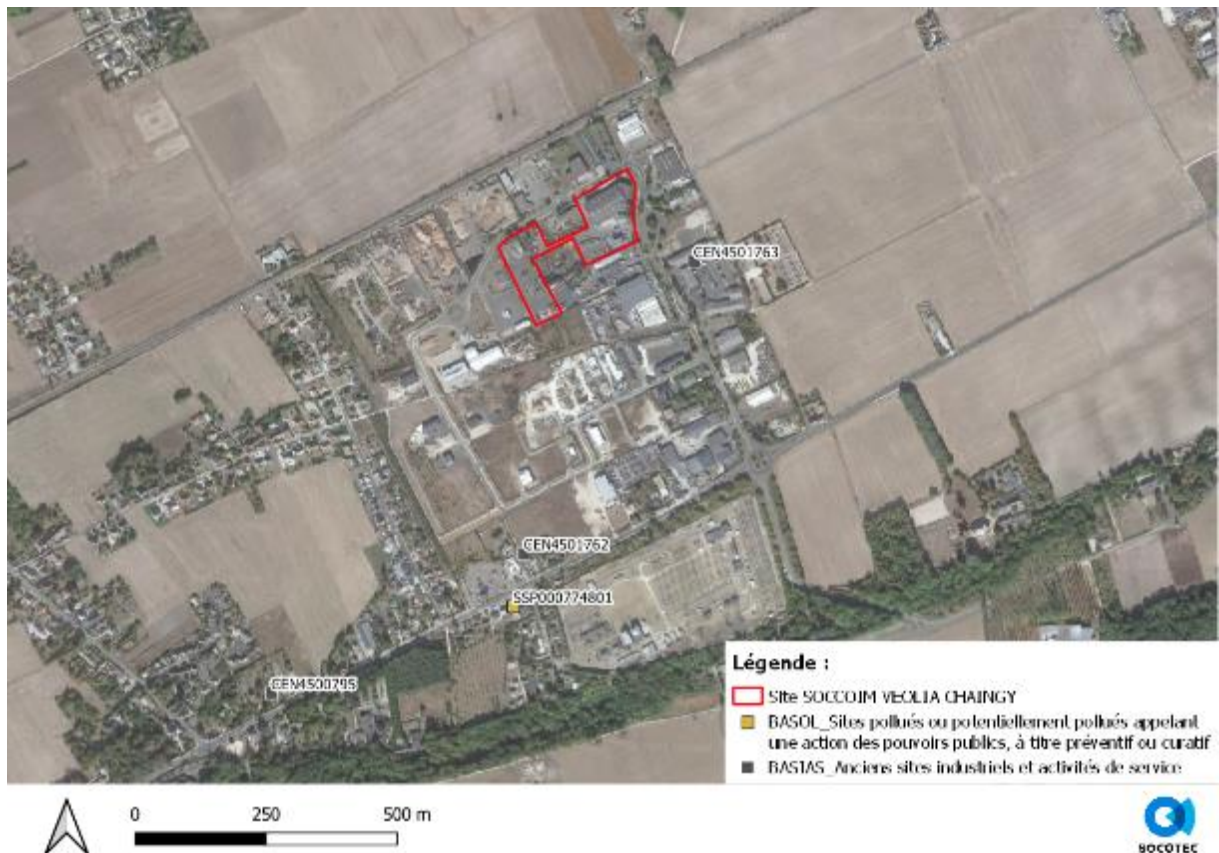 CEN4501763
CEN4501762
SSP000774801
CEN4500795
Légende :
Site SOCCOIM VEOLIA CHAINGY
BASOL_Sites pollués ou potentiellement pollués appelant
une action des pouvoirs publics, à titre préventif ou curatif
BASIAS_Anciens sites industriels et activités de service
0 250 500 m
SOCOTEC